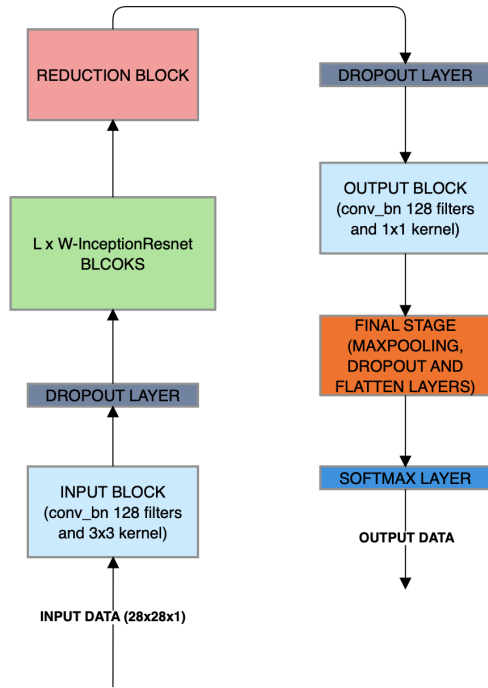 REDUCTION BLOCK
L x W-InceptionResnet
BLCOKS
DROPOUT LAYER
INPUT BLOCK
(conv_bn 128 filters
and 3x3 kernel)
INPUT DATA (28x28x1)
DROPOUT LAYER
OUTPUT BLOCK
(conv_bn 128 filters
and 1x1 kernel)
FINAL STAGE
(MAXPOOLING,
DROPOUT AND
FLATTEN LAYERS)
SOFTMAX LAYER
OUTPUT DATA